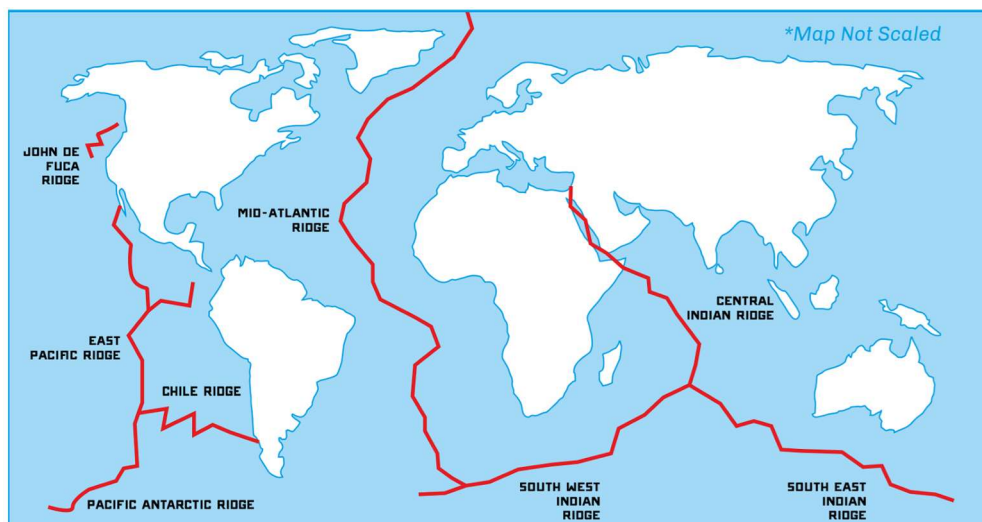 *Map Not Scaled
JOHN DE
FUCA
RIDGE
MID-ATLANTIC
RIDGE
CENTRAL
INDIAN RIDGE
EAST
PACIFIC RIDGE
CHILE RIDGE
PACIFIC ANTARCTIC RIDGE
SOUTH WEST
INDIAN
RIDGE
SOUTH EAST
INDIAN
RIDGE